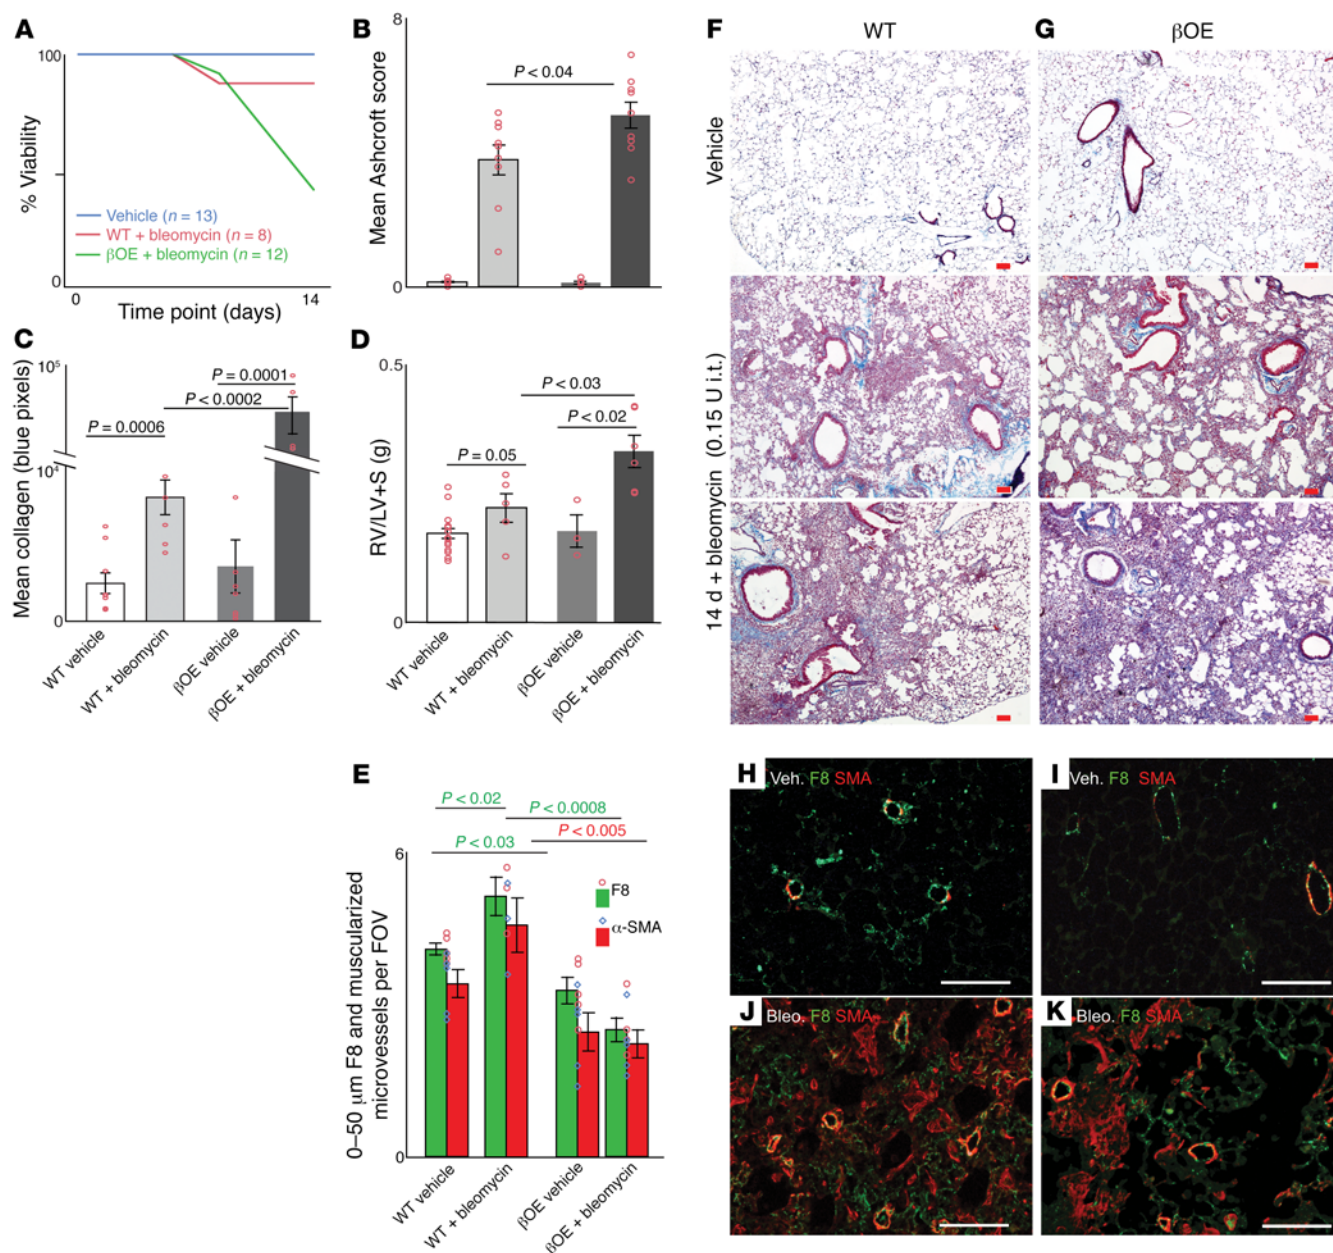 A
100
% Viability
Vehicle (n = 13)
WT + bleomycin (n = 8)
βOE + bleomycin (n = 12)
0
0
14
Time point (days)
B
8
Mean Ashcroft score
P < 0.04
0
C
10⁵
Mean collagen (blue pixels)
P = 0.0001
P < 0.0002
P = 0.0006
10⁴
0
WT vehicle
WT + bleomycin
βOE vehicle
βOE + bleomycin
D
0.5
RV/LV+S (g)
P < 0.03
P < 0.02
P = 0.05
0
WT vehicle
WT + bleomycin
βOE vehicle
βOE + bleomycin
E
P < 0.02
P < 0.0008
P < 0.005
P < 0.03
6
F8
α-SMA
0–50 μm F8 and muscularized
microvessels per FOV
0
WT vehicle
WT + bleomycin
βOE vehicle
βOE + bleomycin
F
WT
G
βOE
Vehicle
14 d + bleomycin (0.15 U i.t.)
H
Veh. F8 SMA
I
Veh. F8 SMA
J
Bleo. F8 SMA
K
Bleo. F8 SMA